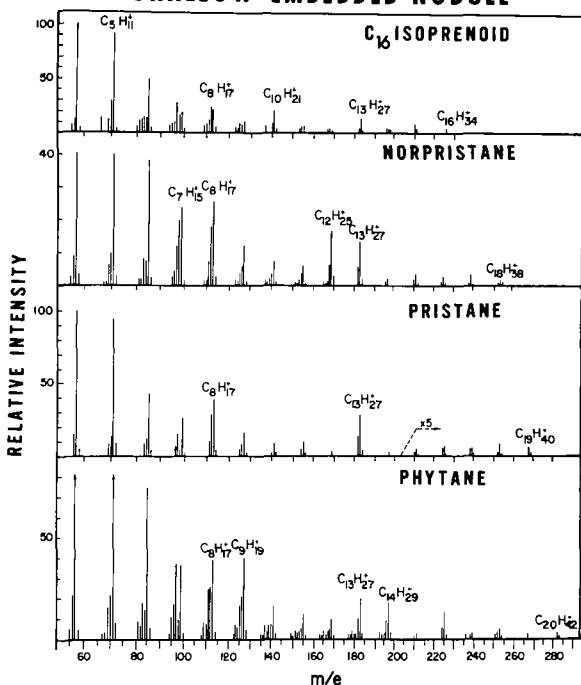 EMBEDDED NODULE
C16 ISOPRENOID
100
50
C5H11+
C8H17+
C10H21+
C13H27+
C16H34+
NORPRISTANE
40
C7H15+
C8H17+
C12H25+
C13H27+
C18H38+
PRISTANE
100
50
C8H17+
C13H27+
x5
C19H40+
PHYTANE
50
C8H17+
C9H19+
C13H27+
C14H29+
C20H42+
RELATIVE INTENSITY
60 80 100 120 140 160 180 200 220 240 260 280
m/e